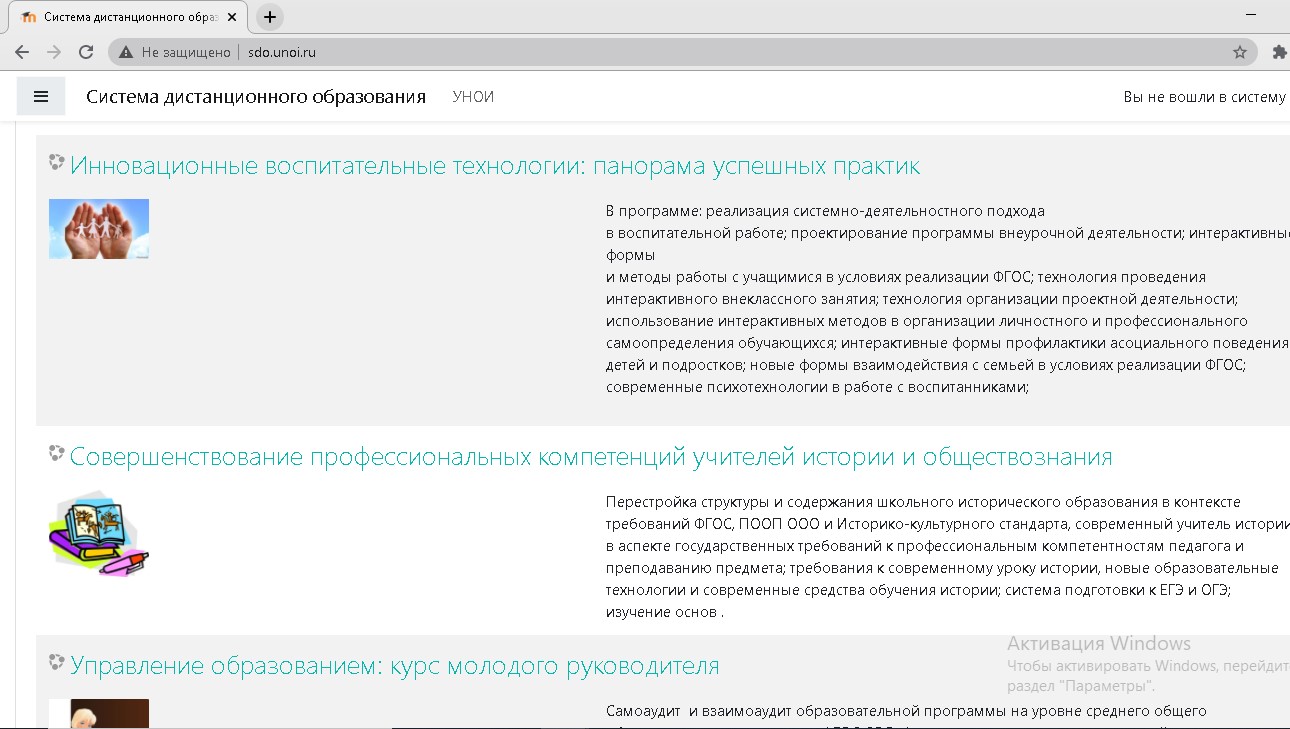 Система дистанционного обра
Не защищено
sdo.unoi.ru
Система дистанционного образования
УНОИ
Вы не вошли в систему
Инновационные воспитательные технологии: панорама успешных практик
В программе: реализация системно-деятельностного подхода
в воспитательной работе; проектирование программы внеурочной деятельности; интерактивны
формы
и методы работы с учащимися в условиях реализации ФГОС; технология проведения
интерактивного внеклассного занятия; технология организации проектной деятельности;
использование интерактивных методов в организации личностного и профессионального
самоопределения обучающихся; интерактивные формы профилактики асоциального поведения
детей и подростков; новые формы взаимодействия с семьей в условиях реализации ФГОС;
современные психотехнологии в работе с воспитанниками;
Совершенствование профессиональных компетенций учителей истории и обществознания
Перестройка структуры и содержания школьного исторического образования в контексте
требований ФГОС, ПООП ООО и Историко-культурного стандарта, современный учитель истории
в аспекте государственных требований к профессиональным компетентностям педагога и
преподаванию предмета; требования к современному уроку истории, новые образовательные
технологии и современные средства обучения истории; система подготовки к ЕГЭ и ОГЭ;
изучение основ .
Активация Windows
Чтобы активировать Windows, перейдит
раздел "Параметры".
Управление образованием: курс молодого руководителя
Самоаудит и взаимоаудит образовательной программы на уровне среднего общего